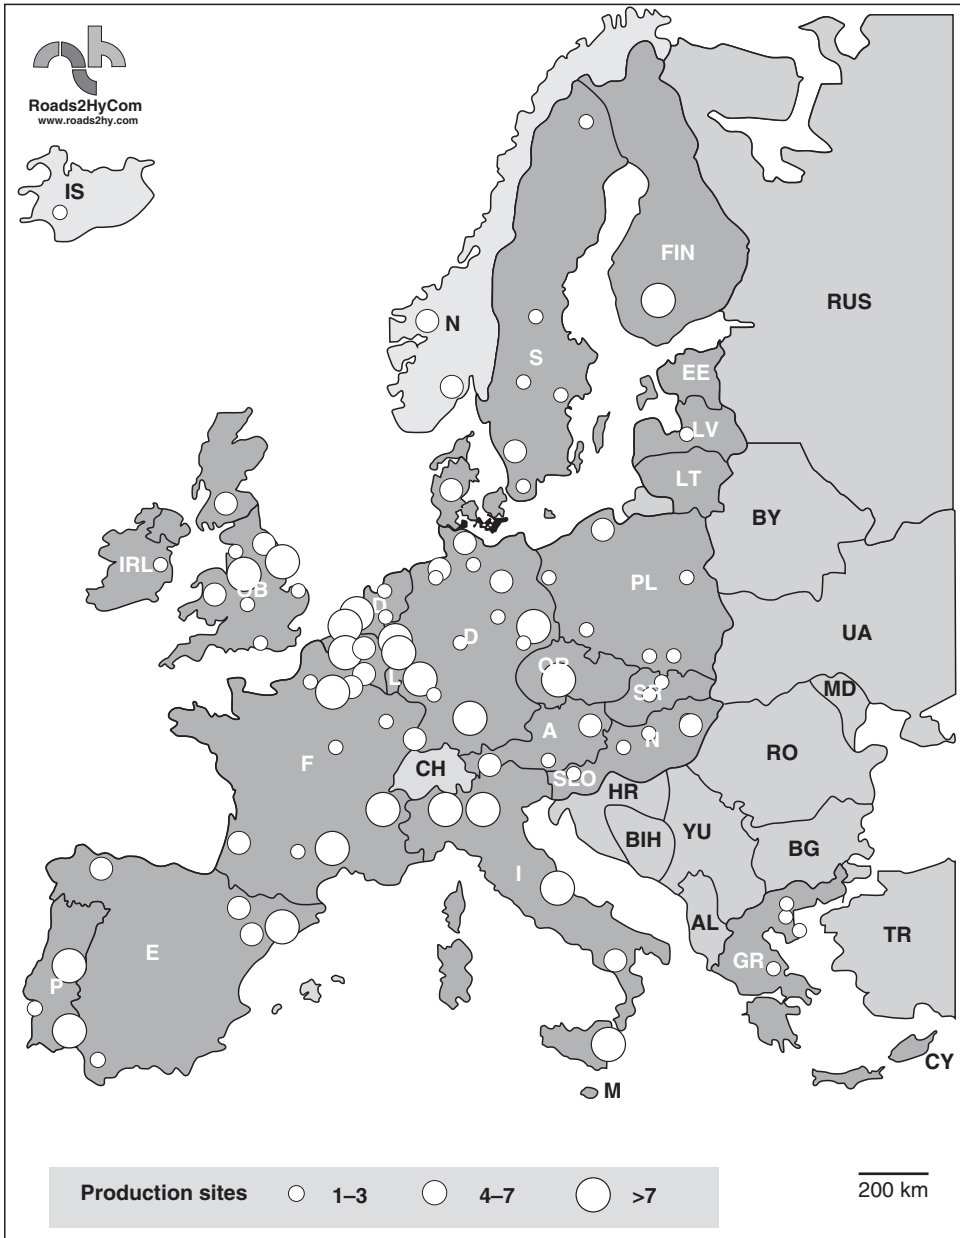 Roads2HyCom
www.roads2hy.com
IS
FIN
RUS
N
S
EE
LV
LT
BY
IRL
GB
PL
D
D
UA
L
SR
MD
A
N
F
CH
RO
SLO
HR
BIH
YU
BG
I
AL
TR
E
GR
P
CY
M
Production sites 1–3 4–7 >7
200 km